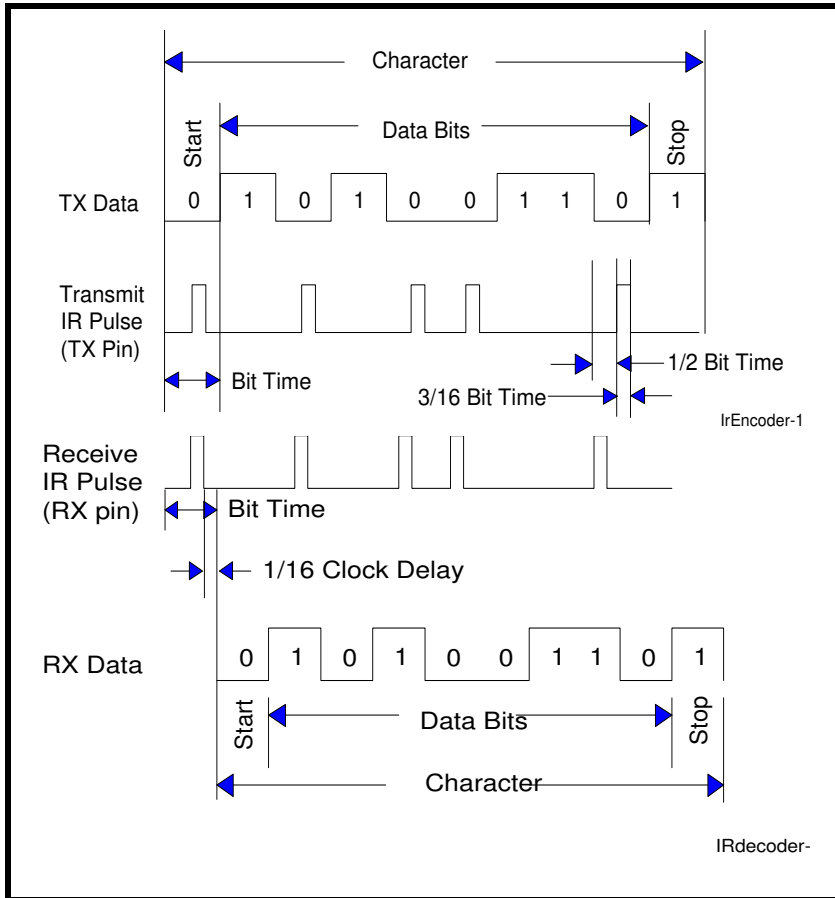 Character
Data Bits
Start
Stop
TX Data
0 1 0 1 0 0 1 1 0 1
Transmit
IR Pulse
(TX Pin)
Bit Time
1/2 Bit Time
3/16 Bit Time
IrEncoder-1
Receive
IR Pulse
(RX pin)
Bit Time
1/16 Clock Delay
RX Data
0 1 0 1 0 0 1 1 0 1
Start
Data Bits
Stop
Character
IRdecoder-